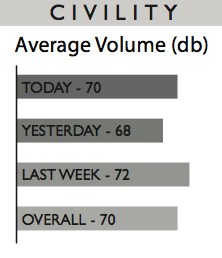 CIVILITY
Average Volume (db)
TODAY - 70
YESTERDAY - 68
LAST WEEK - 72
OVERALL - 70